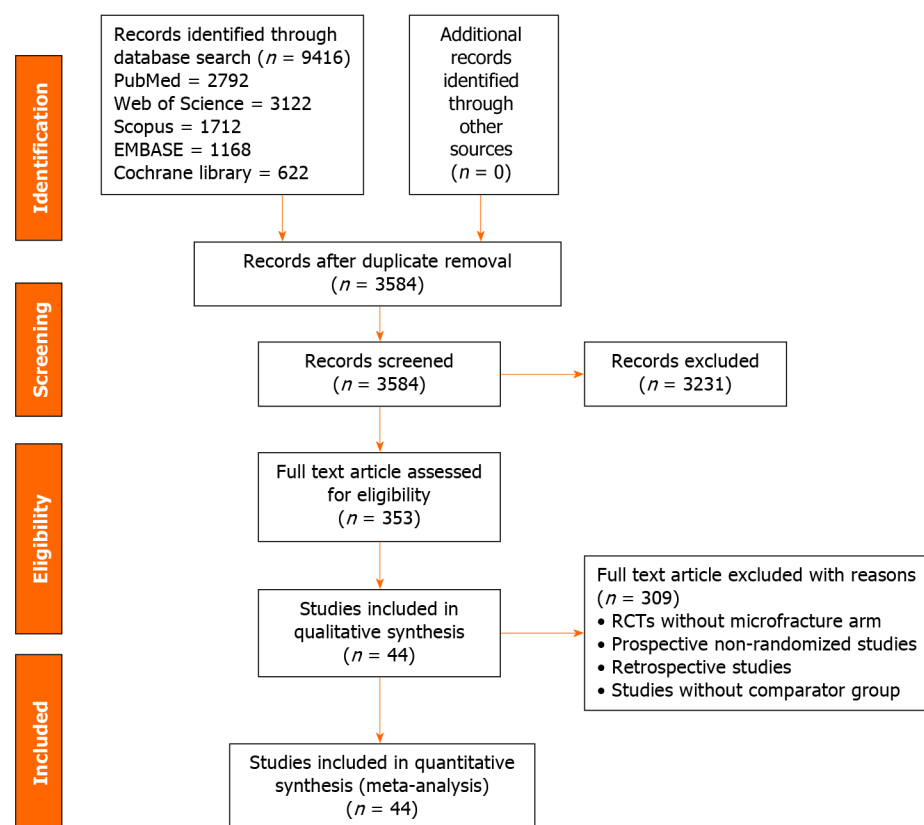 Identification
Records identified through
database search (n = 9416)
PubMed = 2792
Web of Science = 3122
Scopus = 1712
EMBASE = 1168
Cochrane library = 622
Additional
records
identified
through
other
sources
(n = 0)
Records after duplicate removal
(n = 3584)
Screening
Records screened
(n = 3584)
Records excluded
(n = 3231)
Eligibility
Full text article assessed
for eligibility
(n = 353)
Studies included in
qualitative synthesis
(n = 44)
Full text article excluded with reasons
(n = 309)
• RCTs without microfracture arm
• Prospective non-randomized studies
• Retrospective studies
• Studies without comparator group
Included
Studies included in quantitative
synthesis (meta-analysis)
(n = 44)